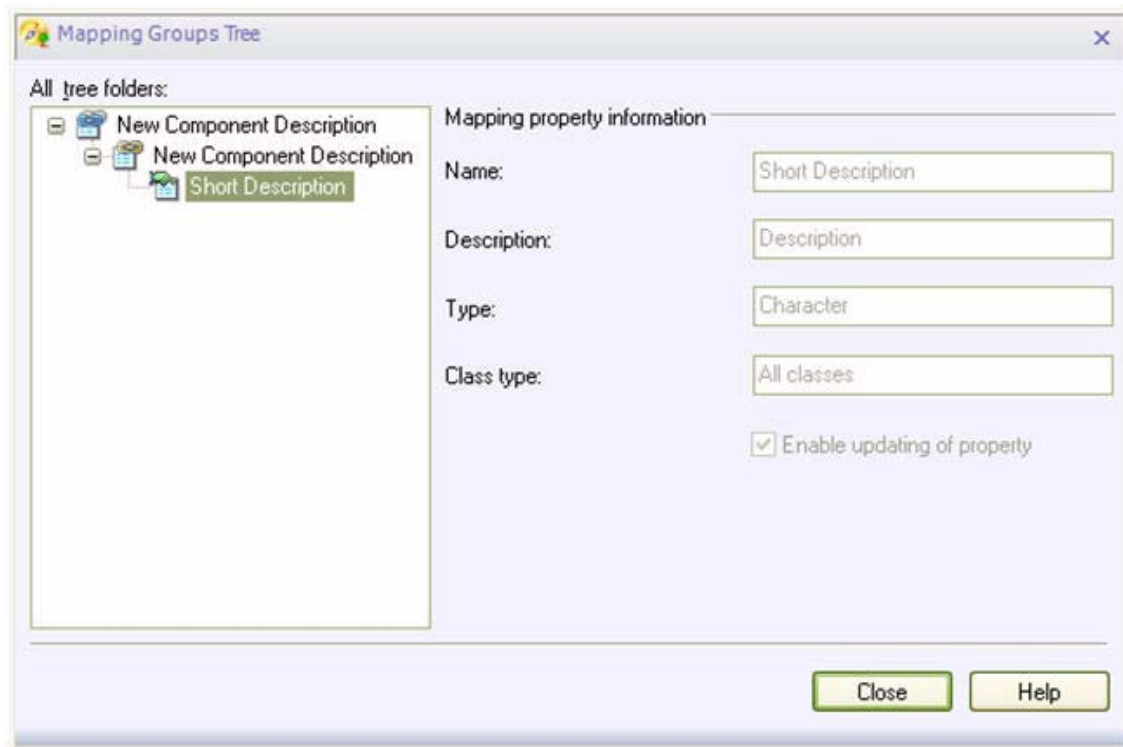 Mapping Groups Tree
All tree folders:
New Component Description
New Component Description
Short Description
Mapping property information
Name:
Short Description
Description:
Description
Type:
Character
Class type:
All classes
Enable updating of property
Close
Help